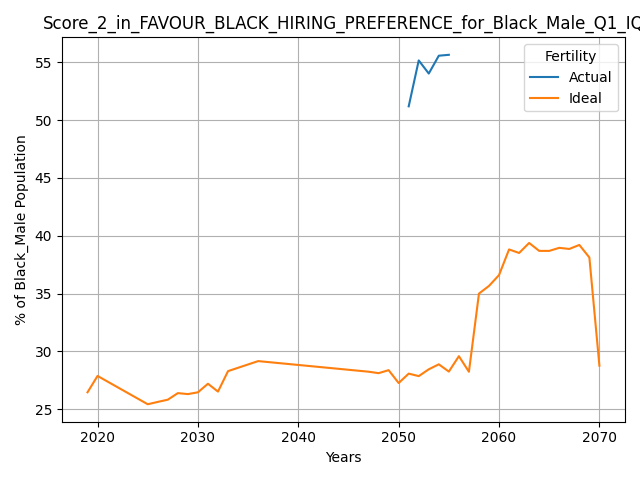 Score_2_in_FAVOUR_BLACK_HIRING_PREFERENCE_for_Black_Male_Q1_IQ
Fertility
Actual
Ideal
% of Black_Male Population
55
50
45
40
35
30
25
2020 2030 2040 2050 2060 2070
Years